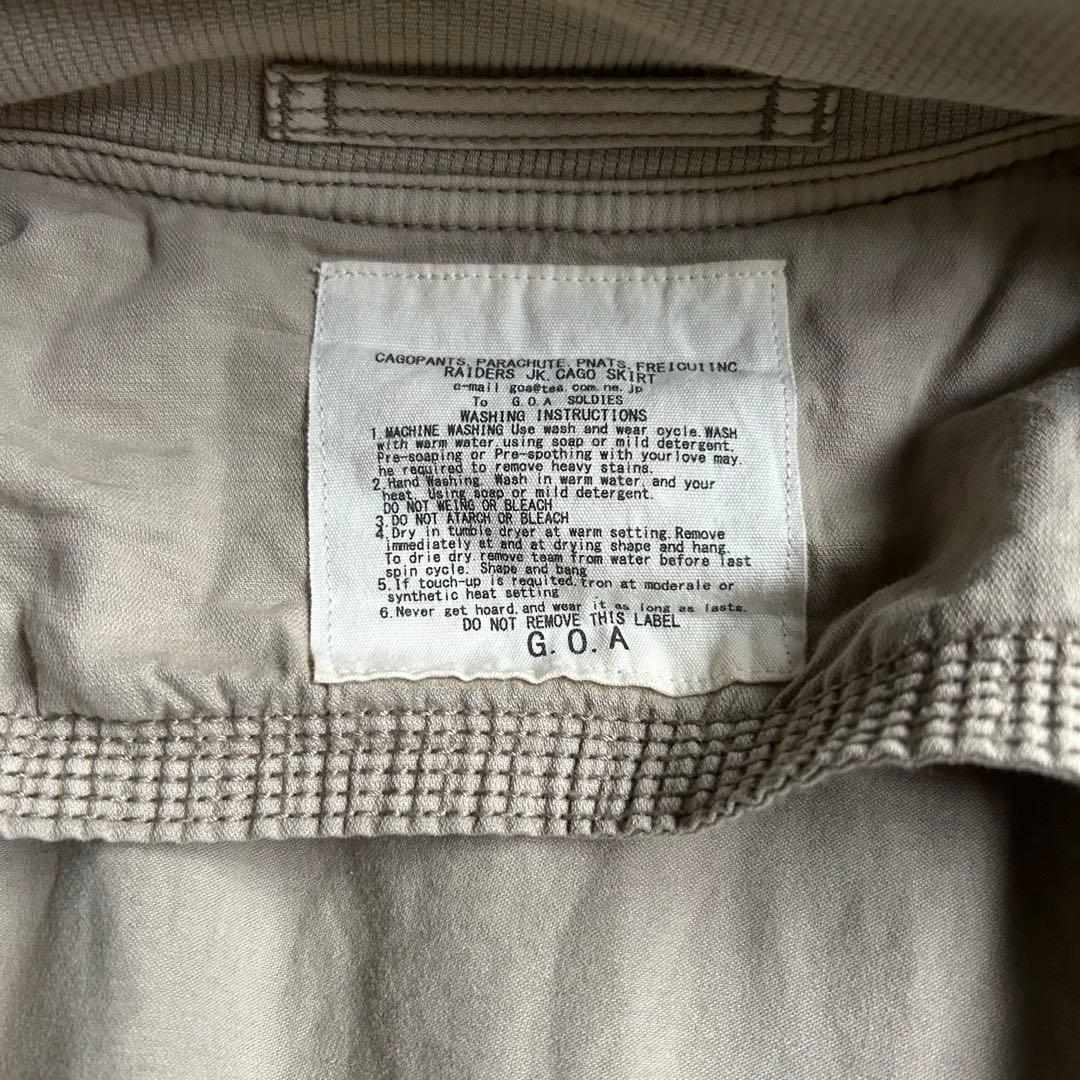 CAGOPANTS. PARACHUTE. PNATS. FREIGUIINC
RAIDERS JK. CAGO SKIRT
e-mail goa@tea.com.ne.jp
To G.O.A SOLDIES
WASHING INSTRUCTIONS
1. MACHINE WASHING Use wash and wear cycle. WASH
with warm water. using soap or mild detergent.
Pre-soaping or Pre-spothing with yourlove may.
he required to remove heavy stains.
2. Hand Washing. Wash in warm water. and your
heat. Using soap or mild detergent.
DO NOT WEING OR BLEACH
3. DO NOT ATARCH OR BLEACH
4. Dry in tumble dryer at warm setting. Remove
immediately at and at drying shape and hang.
To drie dry. remove team from water before last
spin cycle. Shape and bang
5. If touch-up is requited. tron at moderale or
synthetic heat setting
6. Never get hoard. and wear it as long as lasts.
DO NOT REMOVE THIS LABEL
G.O.A